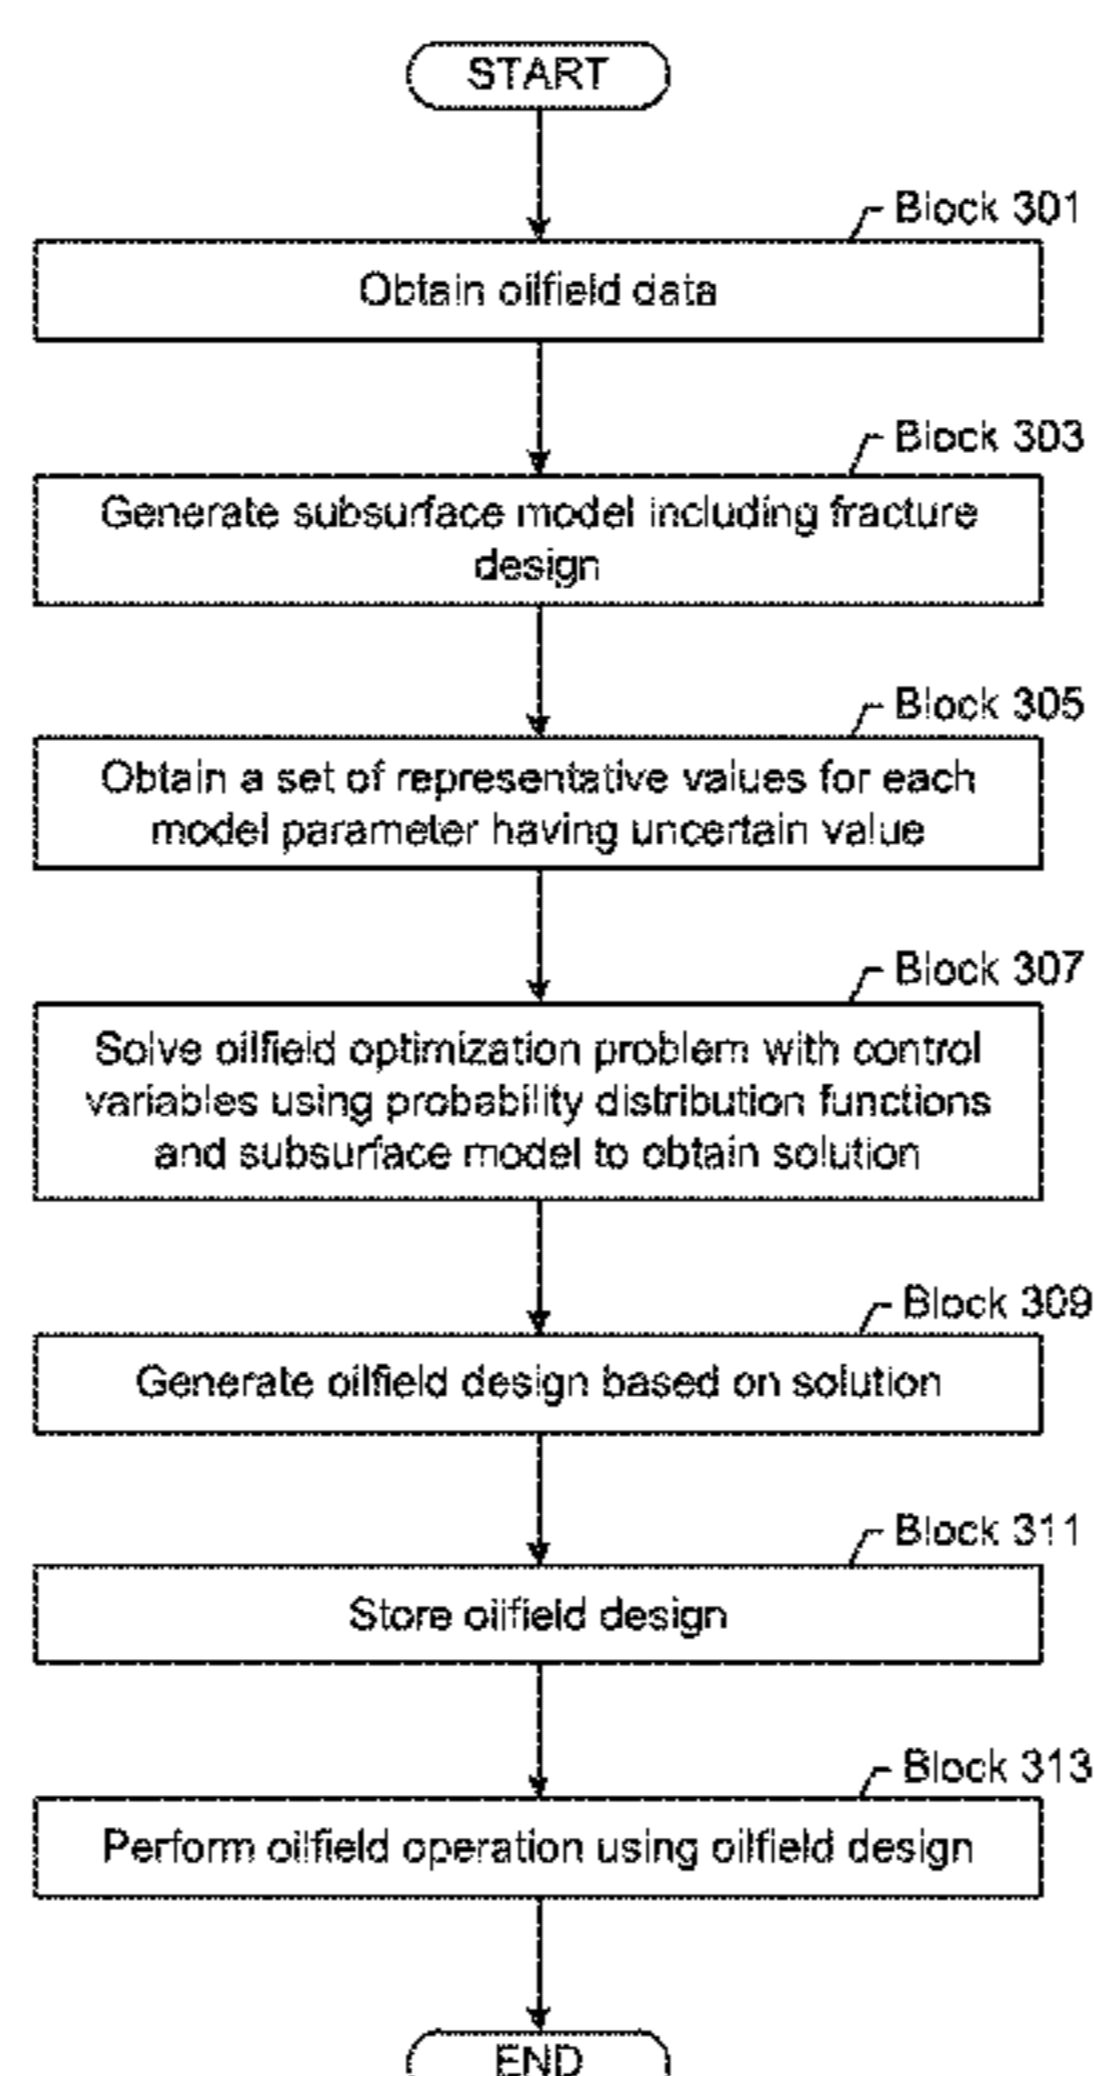 START
Block 301
Obtain oilfield data
Block 303
Generate subsurface model including fracture
design
Block 305
Obtain a set of representative values for each
model parameter having uncertain value
Block 307
Solve oilfield optimization problem with control
variables using probability distribution functions
and subsurface model to obtain solution
Block 309
Generate oilfield design based on solution
Block 311
Store oilfield design
Block 313
Perform oilfield operation using oilfield design
END